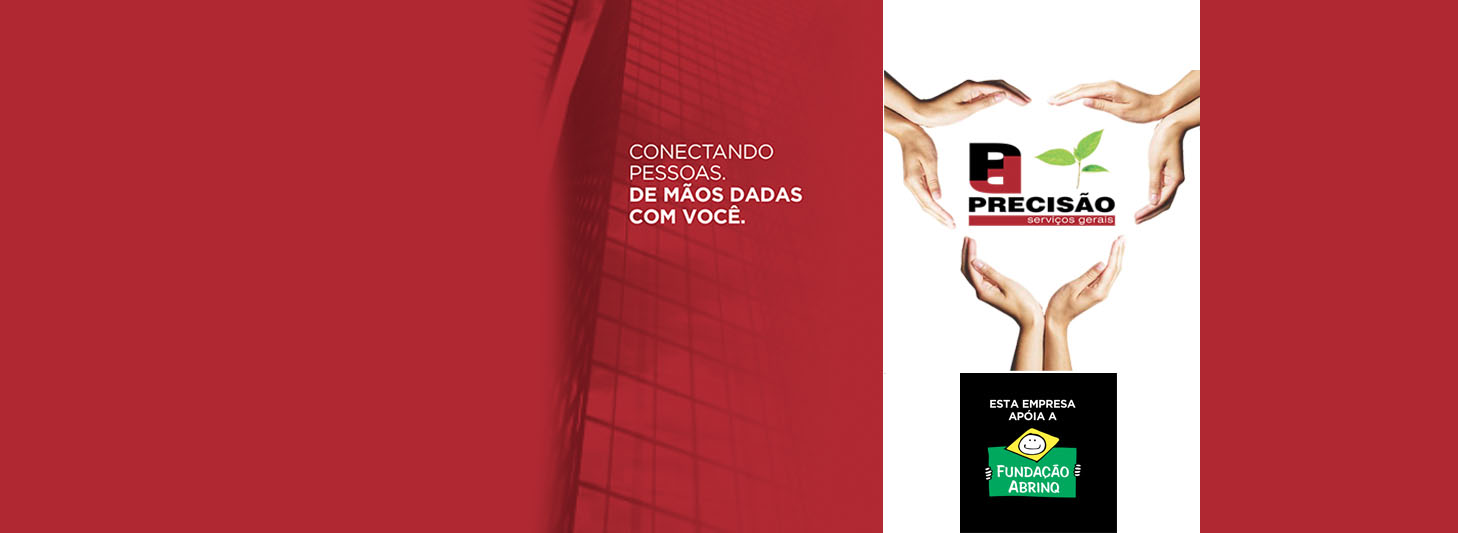 CONECTANDO
PESSOAS.
DE MÃOS DADAS
COM VOCÊ.
PRECISÃO
serviços gerais
ESTA EMPRESA
APÓIA A
FUNDAÇÃO
ABRINQ